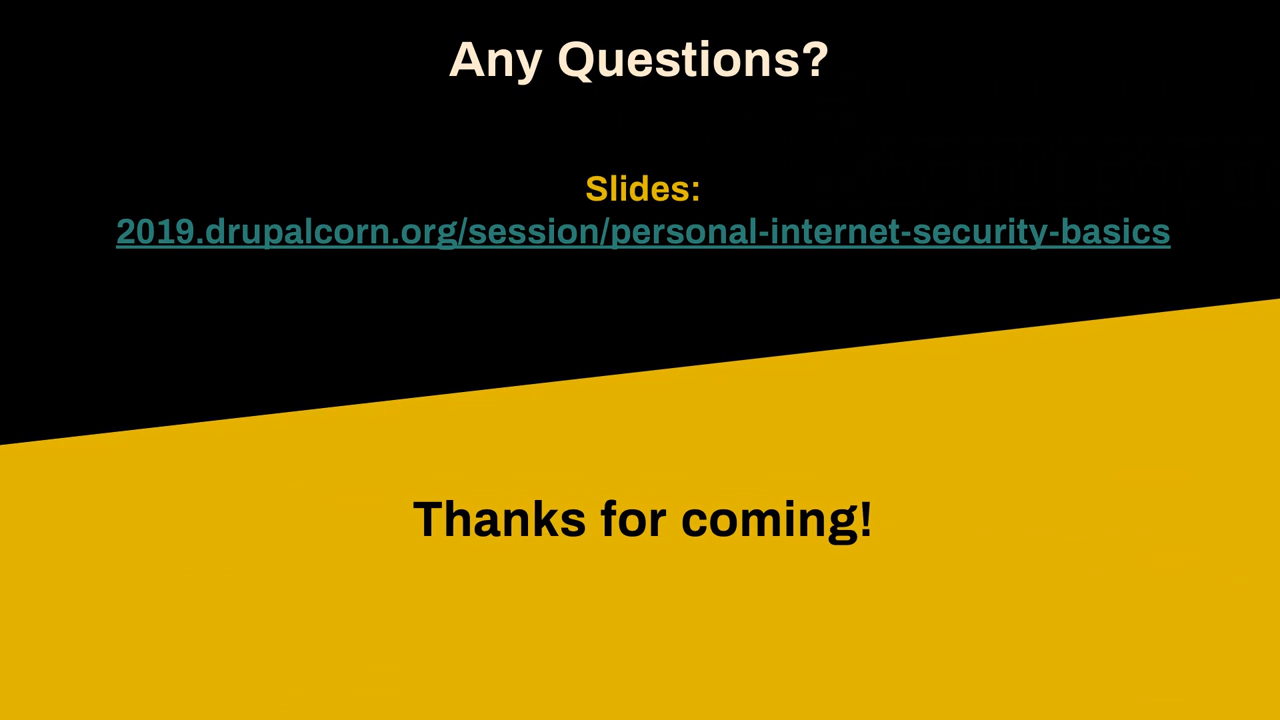 Any Questions?
Slides:
2019.drupalcorn.org/session/personal-internet-security-basics
Thanks for coming!